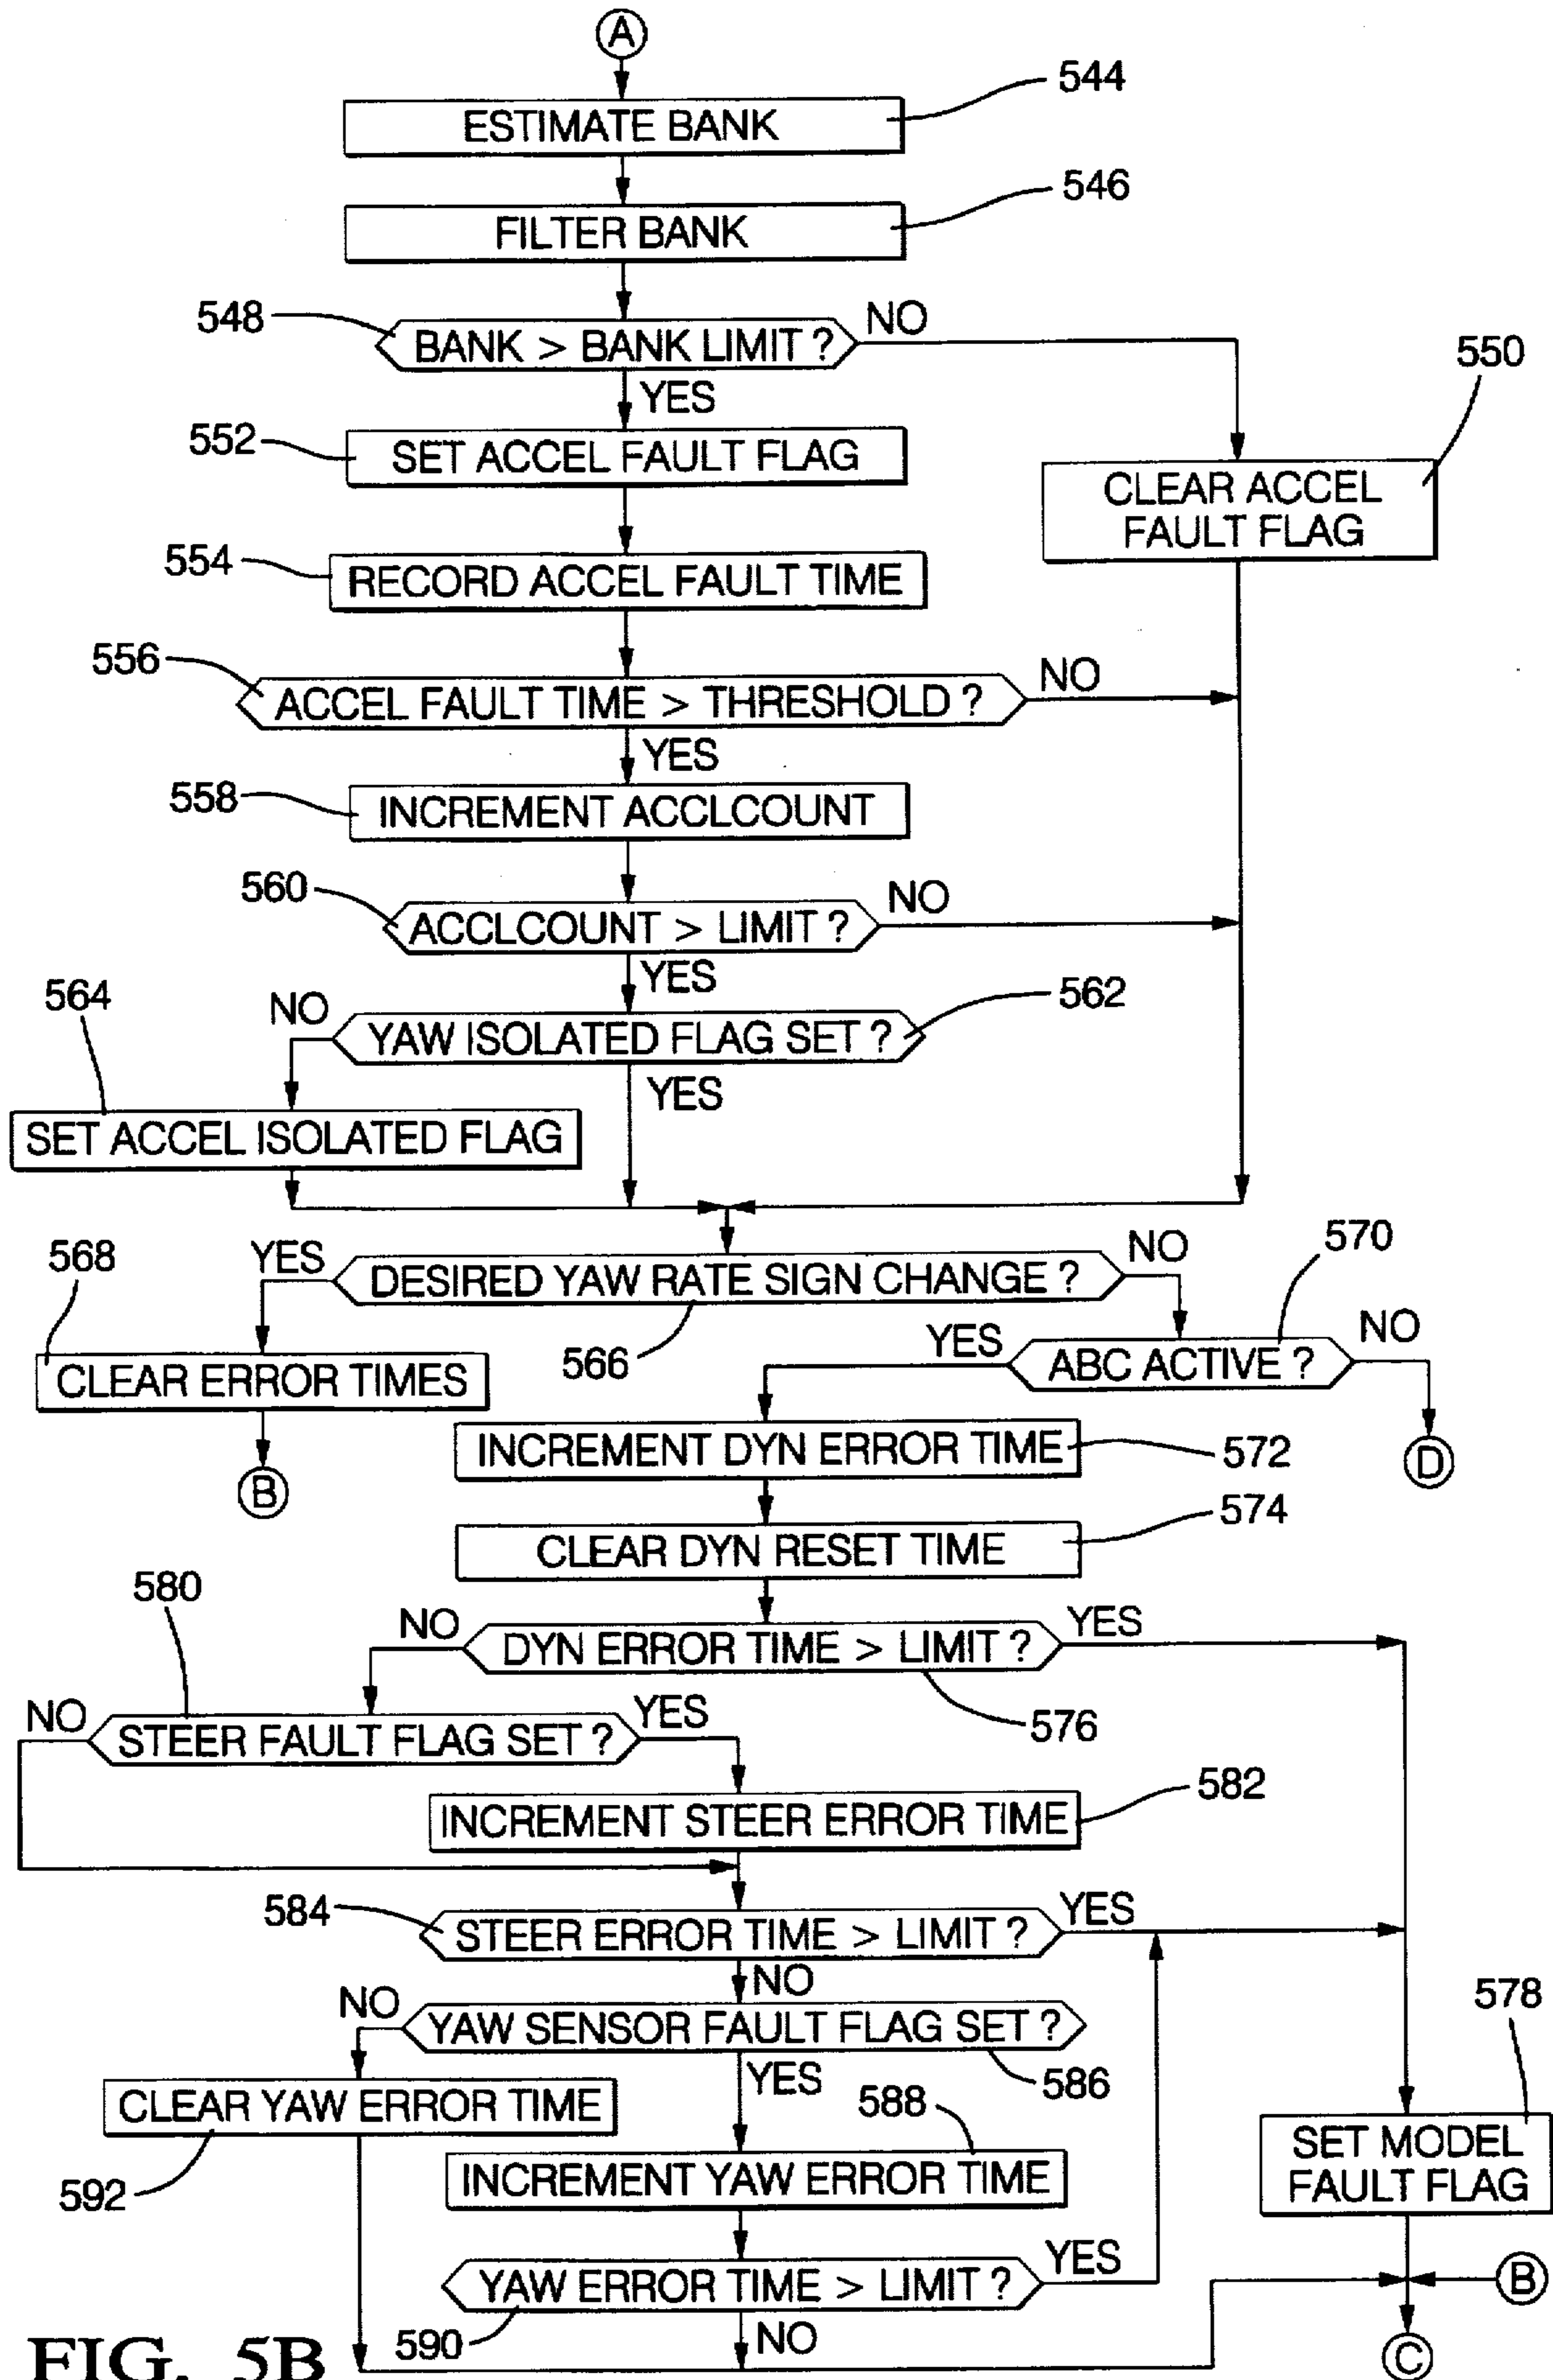 A
ESTIMATE BANK
544
FILTER BANK
546
548
BANK > BANK LIMIT ?
NO
YES
550
552
SET ACCEL FAULT FLAG
CLEAR ACCEL
FAULT FLAG
554
RECORD ACCEL FAULT TIME
556
ACCEL FAULT TIME > THRESHOLD ?
NO
YES
558
INCREMENT ACCLCOUNT
560
ACCLCOUNT > LIMIT ?
NO
YES
564
NO
YAW ISOLATED FLAG SET ?
562
YES
SET ACCEL ISOLATED FLAG
568
YES
DESIRED YAW RATE SIGN CHANGE ?
NO
570
566
CLEAR ERROR TIMES
YES
ABC ACTIVE ?
NO
B
INCREMENT DYN ERROR TIME
572
D
CLEAR DYN RESET TIME
574
580
NO
DYN ERROR TIME > LIMIT ?
YES
576
NO
STEER FAULT FLAG SET ?
YES
INCREMENT STEER ERROR TIME
582
584
STEER ERROR TIME > LIMIT ?
YES
NO
NO
YAW SENSOR FAULT FLAG SET ?
578
586
YES
CLEAR YAW ERROR TIME
588
592
INCREMENT YAW ERROR TIME
SET MODEL
FAULT FLAG
YAW ERROR TIME > LIMIT ?
YES
B
590
NO
C
FIG. 5B